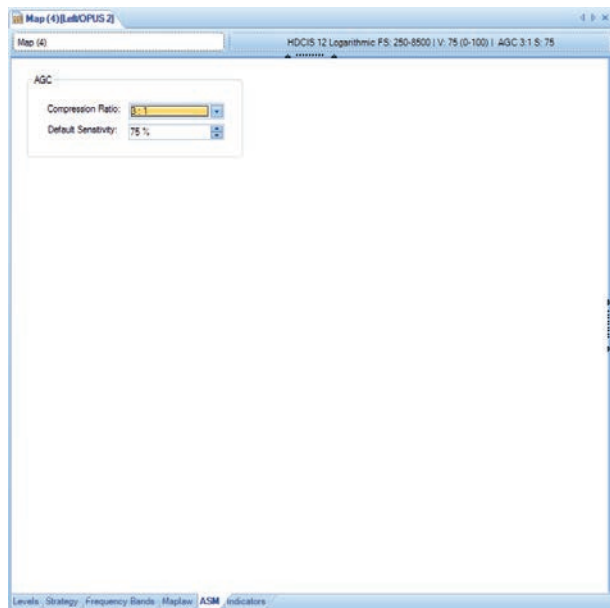 Map (4)[Left/OPUS 2]
Map (4)
HDCIS 12 Logarithmic FS: 250-8500 | V: 75 (0-100) | AGC 3:1 S: 75
AGC
Compression Ratio: 3 : 1
Default Sensitivity: 75 %
Levels Strategy Frequency Bands Maplaw ASM Indicators